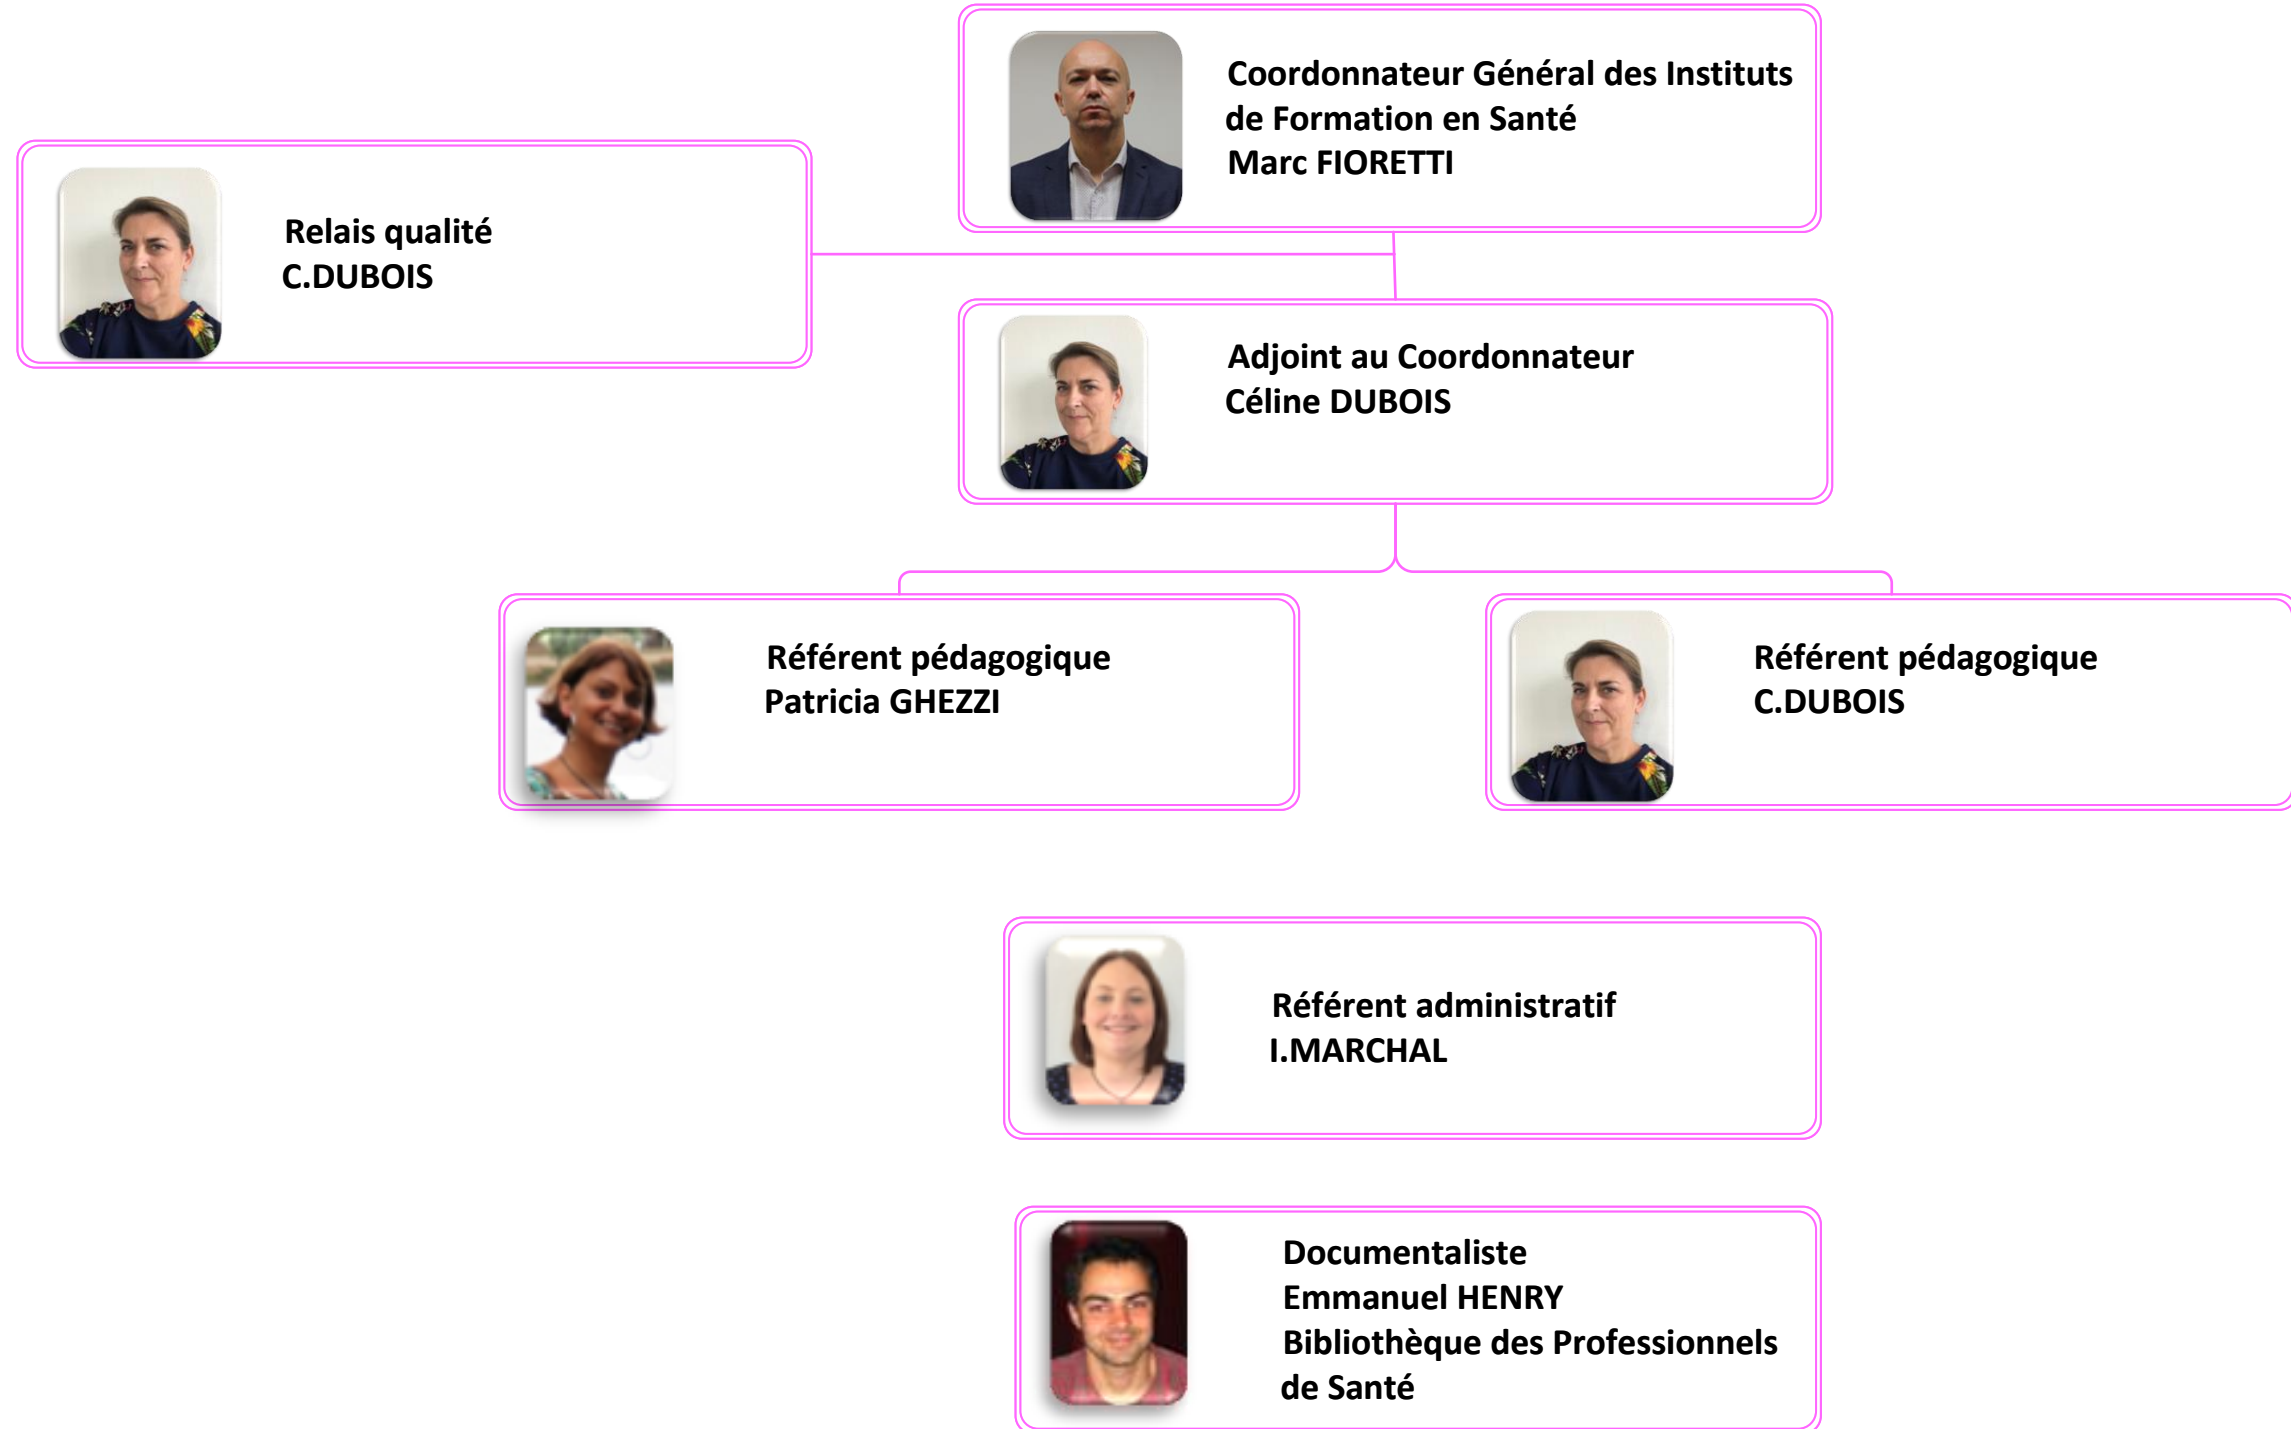 Coordonnateur Général des Instituts
de Formation en Santé
Marc FIORETTI
Relais qualité
C.DUBOIS
Adjoint au Coordonnateur
Céline DUBOIS
Référent pédagogique
Patricia GHEZZI
Référent pédagogique
C.DUBOIS
Référent administratif
I.MARCHAL
Documentaliste
Emmanuel HENRY
Bibliothèque des Professionnels
de Santé